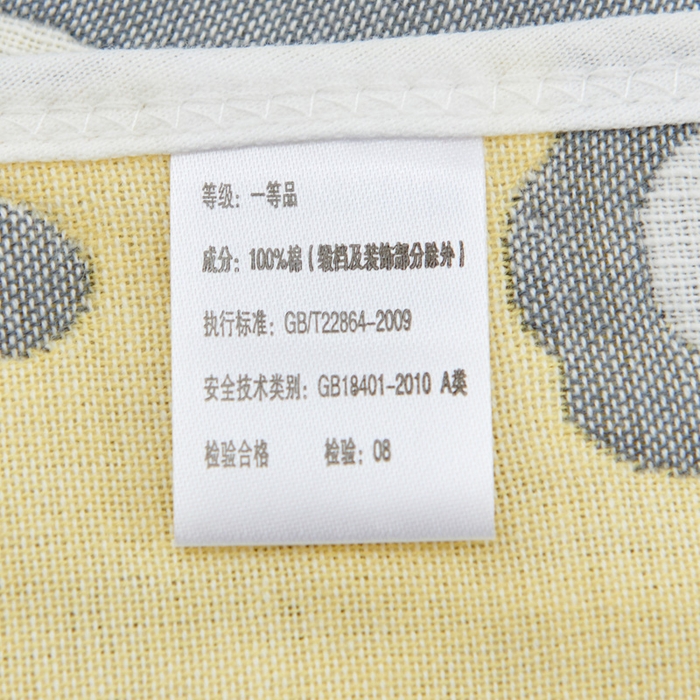 等级：一等品
成分：100%棉（缎档及装饰部分除外）
执行标准：GB/T22864-2009
安全技术类别：GB18401-2010 A类
检验合格 检验：08